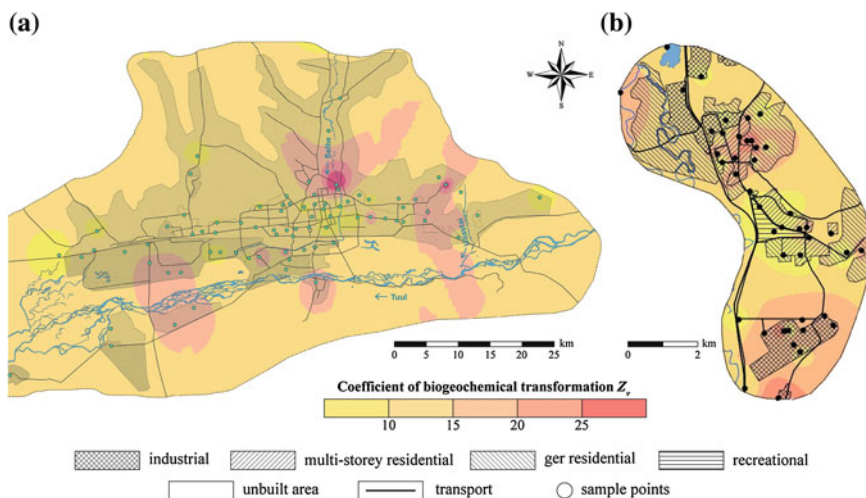 (a)
(b)
N
W E
S
Selbe
Tuul
km
0 5 10 15 20 25
km
0 2
Coefficient of biogeochemical transformation Zv
10 15 20 25
industrial multi-storey residential ger residential recreational
unbuilt area transport sample points